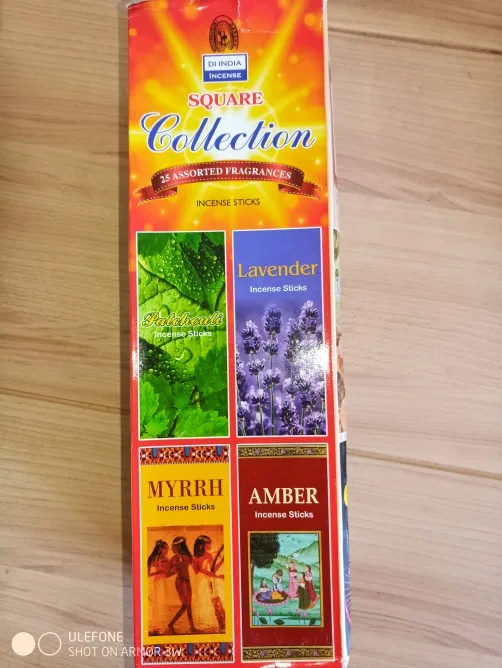 DI INDIA
INCENSE
SQUARE
Collection
25 ASSORTED FRAGRANCES
INCENSE STICKS
Patchouli
Incense Sticks
Lavender
Incense Sticks
MYRRH
Incense Sticks
AMBER
Incense Sticks
ULEFONE
SHOT ON ARMOR 3W